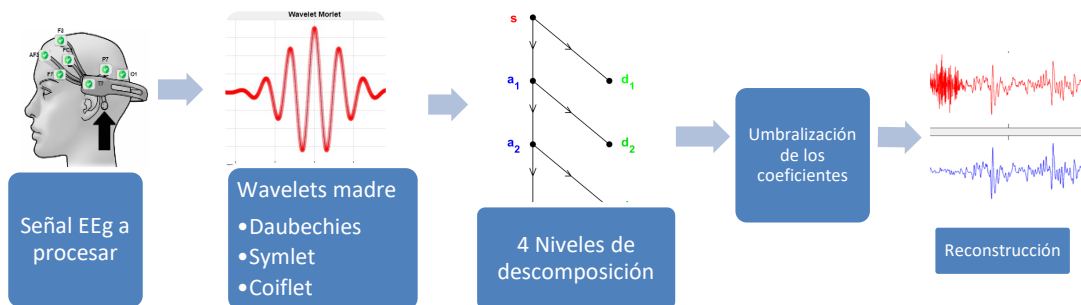 F3
AF3
FC5
F7
T7
P7
O1
Señal EEg a
procesar
Wavelet Morlet
Wavelets madre
•Daubechies
•Symlet
•Coiflet
s
a1
d1
a2
d2
4 Niveles de
descomposición
Umbralización
de los
coeficientes
Reconstrucción